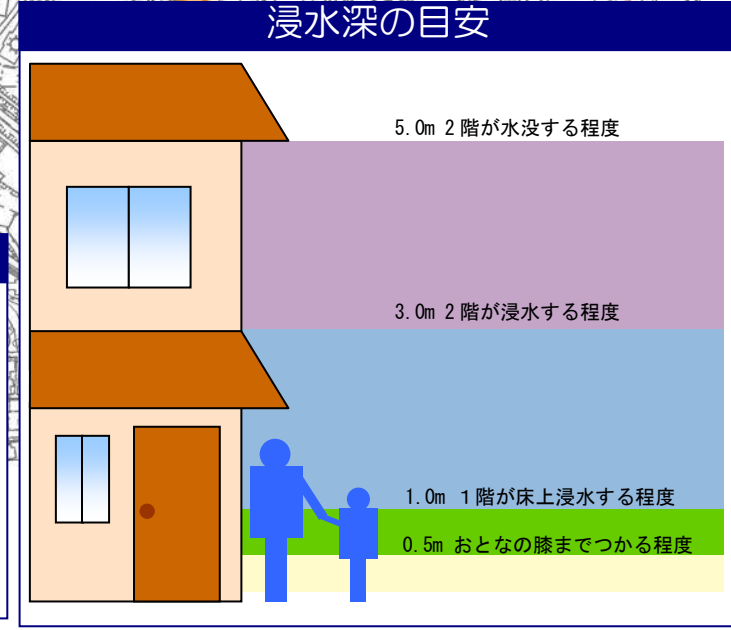 浸水深の目安
5.0m 2階が水没する程度
3.0m 2階が浸水する程度
1.0m 1階が床上浸水する程度
0.5m おとなの膝までつかる程度